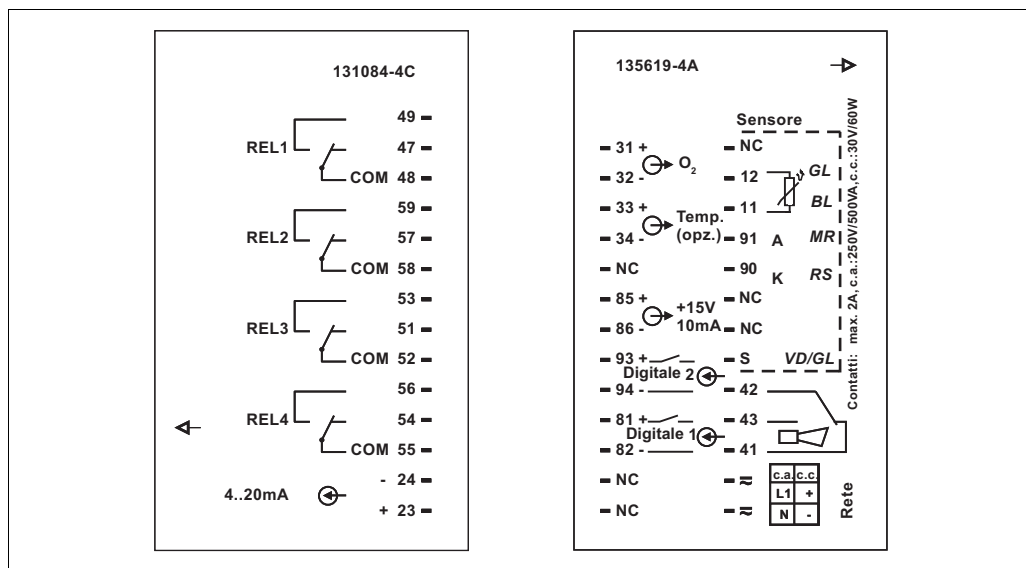 131084-4C
49
REL1 47
COM 48
59
REL2 57
COM 58
53
REL3 51
COM 52
56
REL4 54
COM 55
- 24
4..20mA
+ 23
135619-4A
Sensore
31 + NC
O2
32 - 12 GL
33 + 11 BL
Temp.
(opz.)
34 - 91 A MR
NC 90 K RS
85 + NC
+15V
10mA
86 - NC
93 + S VD/GL
Digitale 2
94 - 42
81 + 43
Digitale 1
82 - 41
NC ≂ c.a. c.c.
L1 +
NC ≂ N -
Rete
Contatti: max. 2A, c.a.:250V/500VA,c.c.:30V/60W